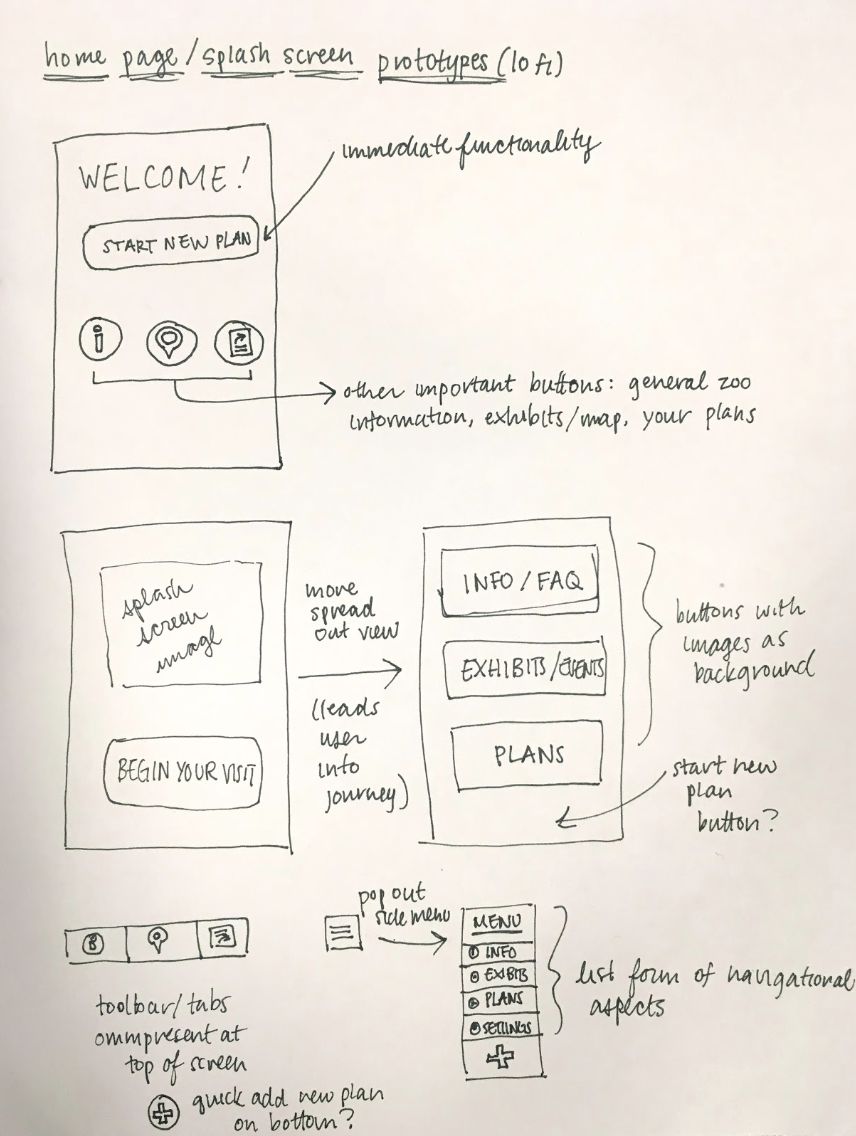 home page/splash screen prototypes (lo fi)
WELCOME!
immediate functionality
START NEW PLAN
i
other important buttons: general zoo
information, exhibits/map, your plans
splash
screen
image
BEGIN YOUR VISIT
more
spread
out view
(leads
user
into
journey)
INFO / FAQ
EXHIBITS/EVENTS
PLANS
buttons with
images as
background
start new
plan
button?
toolbar/tabs
omnipresent at
top of screen
quick add new plan
on bottom?
pop out
side menu
MENU
INFO
EXIBITS
PLANS
SETTINGS
list form of navigational
aspects